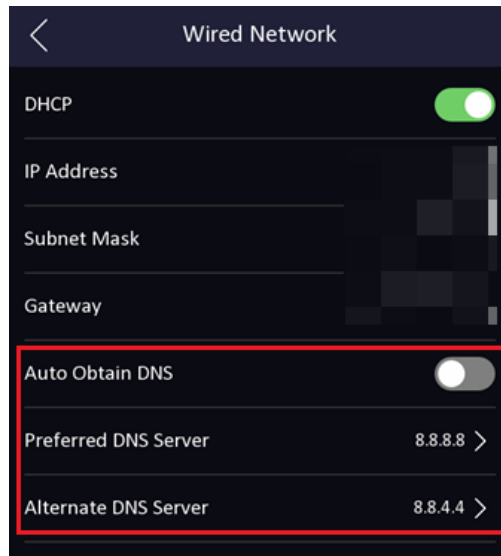 Wired Network
DHCP
IP Address
Subnet Mask
Gateway
Auto Obtain DNS
Preferred DNS Server 8.8.8.8
Alternate DNS Server 8.8.4.4